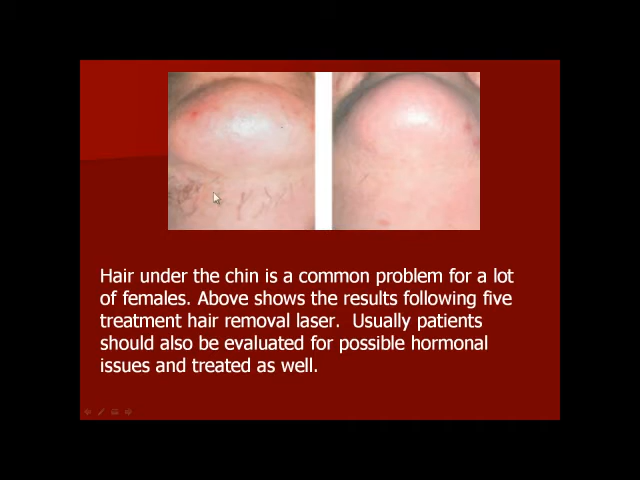 Hair under the chin is a common problem for a lot
of females. Above shows the results following five
treatment hair removal laser. Usually patients
should also be evaluated for possible hormonal
issues and treated as well.